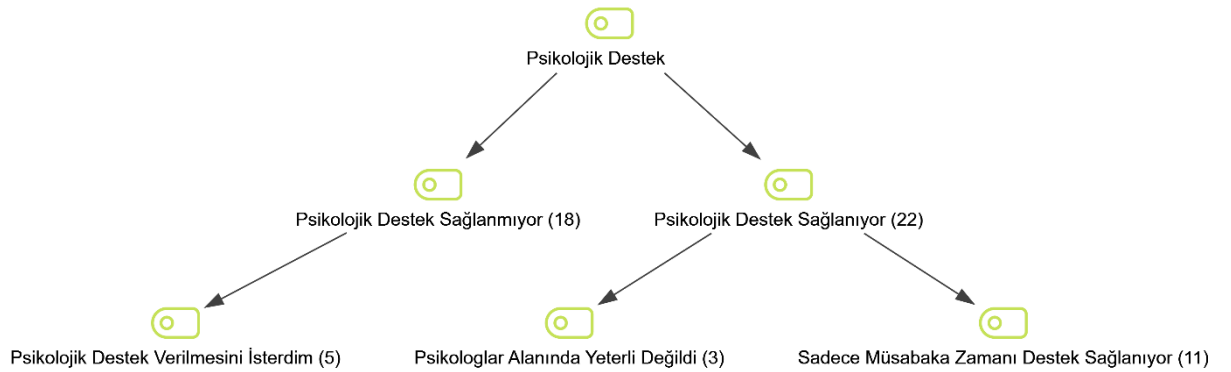 Psikolojik Destek
Psikolojik Destek Sağlanmıyor (18)
Psikolojik Destek Sağlanıyor (22)
Psikolojik Destek Verilmesini İsterdim (5)
Psikologlar Alanında Yeterli Değildi (3)
Sadece Müsabaka Zamanı Destek Sağlanıyor (11)